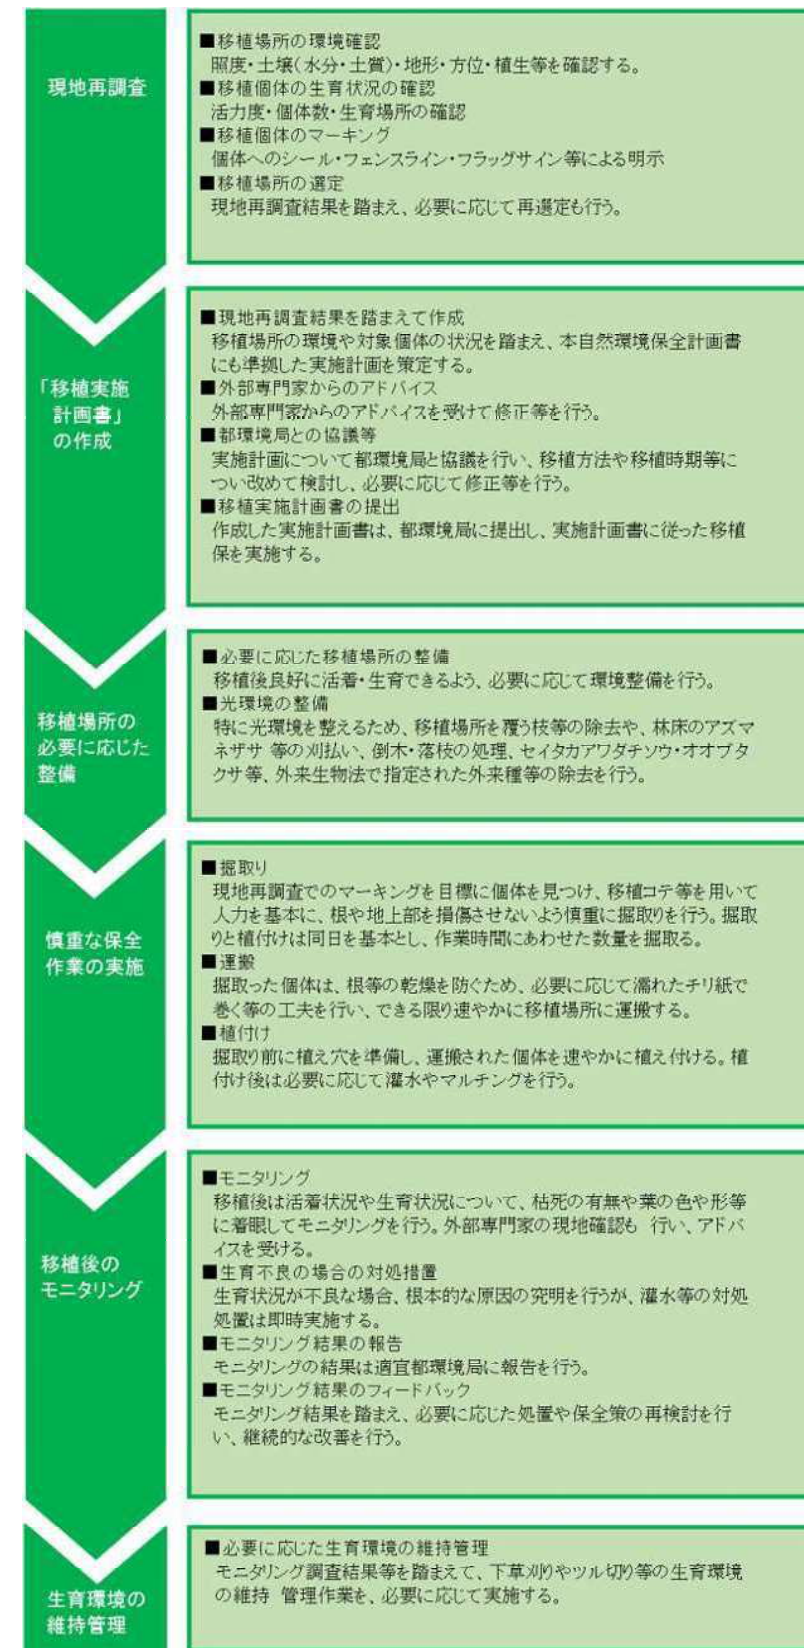 現地再調査
■移植場所の環境確認
照度・土壌(水分・土質)・地形・方位・植生等を確認する。
■移植個体の生育状況の確認
活力度・個体数・生育場所の確認
■移植個体のマーキング
個体へのシール・フェンスライン・フラッグサイン等による明示
■移植場所の選定
現地再調査結果を踏まえ、必要に応じて再選定も行う。
「移植実施
計画書」
の作成
■現地再調査結果を踏まえて作成
移植場所の環境や対象個体の状況を踏まえ、本自然環境保全計画書
にも準拠した実施計画を策定する。
■外部専門家からのアドバイス
外部専門家からのアドバイスを受けて修正等を行う。
■都環境局との協議等
実施計画について都環境局と協議を行い、移植方法や移植時期等に
つい改めて検討し、必要に応じて修正等を行う。
■移植実施計画書の提出
作成した実施計画書は、都環境局に提出し、実施計画書に従った移植
保を実施する。
移植場所の
必要に応じた
整備
■必要に応じた移植場所の整備
移植後良好に活着・生育できるよう、必要に応じて環境整備を行う。
■光環境の整備
特に光環境を整えるため、移植場所を覆う枝等の除去や、林床のアズマ
ネザサ 等の刈払い、倒木・落枝の処理、セイタカアワダチソウ・オオブタ
クサ等、外来生物法で指定された外来種等の除去を行う。
慎重な保全
作業の実施
■掘取り
現地再調査でのマーキングを目標に個体を見つけ、移植コテ等を用いて
人力を基本に、根や地上部を損傷させないよう慎重に掘取りを行う。掘取
りと植付けは同日を基本とし、作業時間にあわせた数量を掘取る。
■運搬
掘取った個体は、根等の乾燥を防ぐため、必要に応じて濡れたチリ紙で
巻く等の工夫を行い、できる限り速やかに移植場所に運搬する。
■植付け
掘取り前に植え穴を準備し、運搬された個体を速やかに植え付ける。植
付け後は必要に応じて灌水やマルチングを行う。
移植後の
モニタリング
■モニタリング
移植後は活着状況や生育状況について、枯死の有無や葉の色や形等
に着眼してモニタリングを行う。外部専門家の現地確認も 行い、アドバ
イスを受ける。
■生育不良の場合の対処措置
生育状況が不良な場合、根本的な原因の究明を行うが、灌水等の対処
処置は即時実施する。
■モニタリング結果の報告
モニタリングの結果は適宜都環境局に報告を行う。
■モニタリング結果のフィードバック
モニタリング結果を踏まえ、必要に応じた処置や保全策の再検討を行
い、継続的な改善を行う。
生育環境の
維持管理
■必要に応じた生育環境の維持管理
モニタリング調査結果等を踏まえて、下草刈りやツル切り等の生育環境
の維持 管理作業を、必要に応じて実施する。